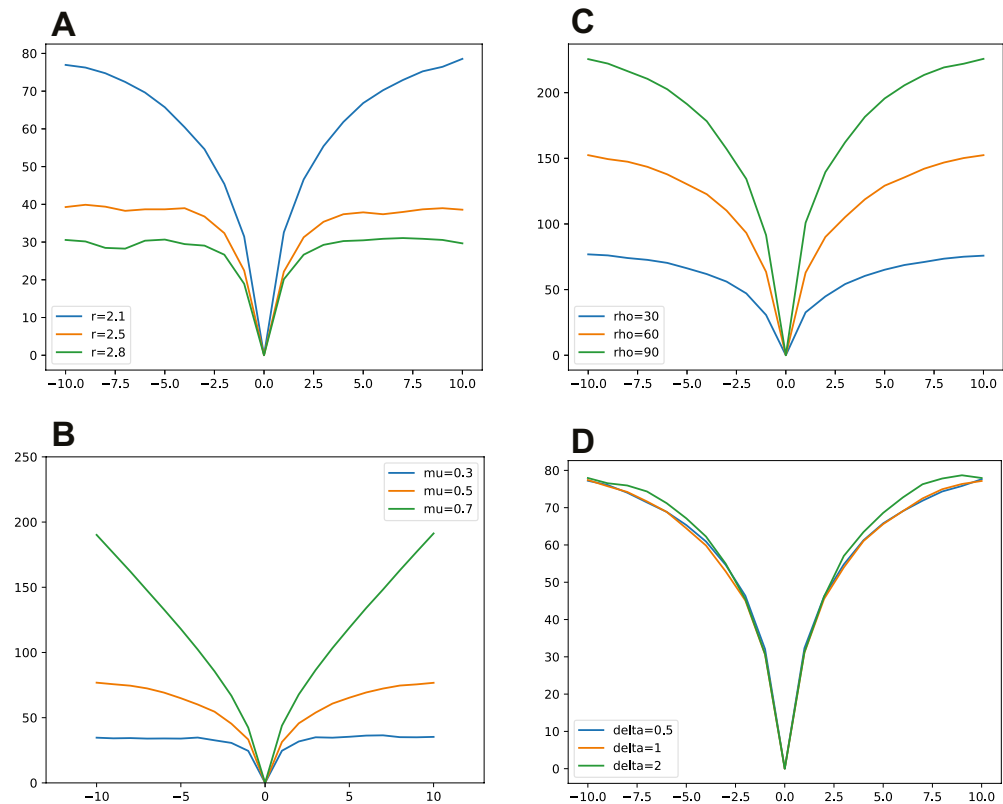 A
80
70
60
50
40
30
20
10
0
r=2.1
r=2.5
r=2.8
−10.0 −7.5 −5.0 −2.5 0.0 2.5 5.0 7.5 10.0
C
200
150
100
50
0
rho=30
rho=60
rho=90
−10.0 −7.5 −5.0 −2.5 0.0 2.5 5.0 7.5 10.0
B
250
200
150
100
50
0
mu=0.3
mu=0.5
mu=0.7
−10 −5 0 5 10
D
80
70
60
50
40
30
20
10
0
delta=0.5
delta=1
delta=2
−10.0 −7.5 −5.0 −2.5 0.0 2.5 5.0 7.5 10.0